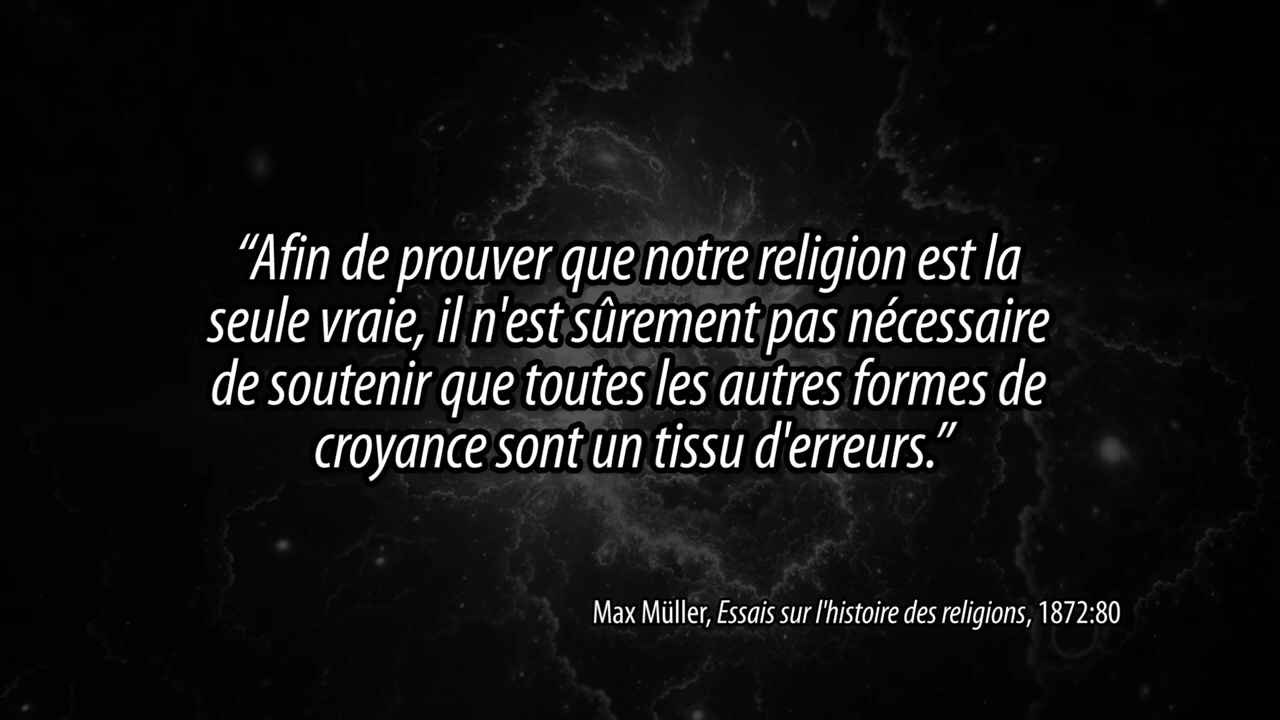 “Afin de prouver que notre religion est la
seule vraie, il n'est sûrement pas nécessaire
de soutenir que toutes les autres formes de
croyance sont un tissu d'erreurs.”
Max Müller, Essais sur l'histoire des religions, 1872:80